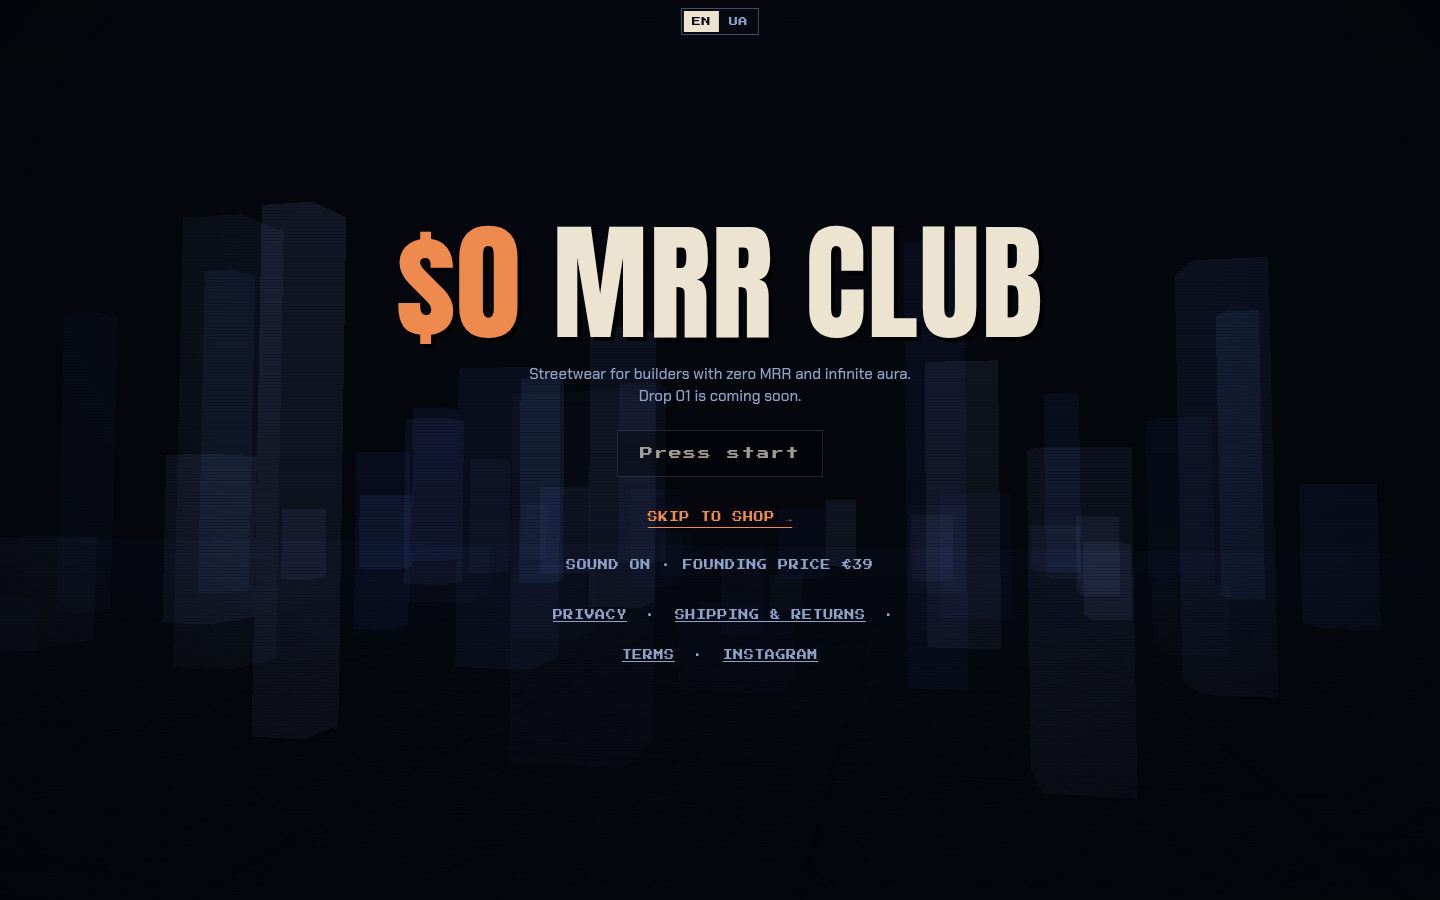 EN UA
$0 MRR CLUB
Streetwear for builders with zero MRR and infinite aura.
Drop 01 is coming soon.
Press start
SKIP TO SHOP →
SOUND ON · FOUNDING PRICE €39
PRIVACY · SHIPPING & RETURNS ·
TERMS · INSTAGRAM